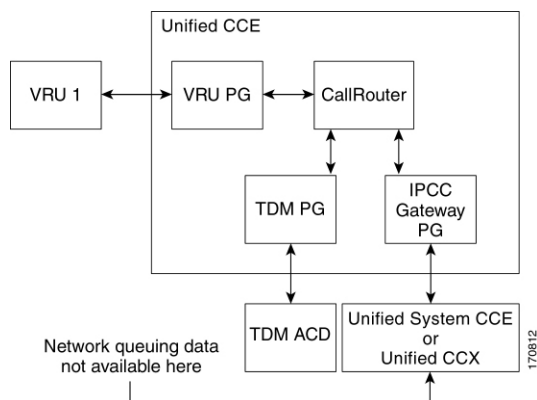 Unified CCE
VRU 1
VRU PG
CallRouter
TDM PG
IPCC
Gateway
PG
TDM ACD
Unified System CCE
or
Unified CCX
Network queuing data
not available here
170812